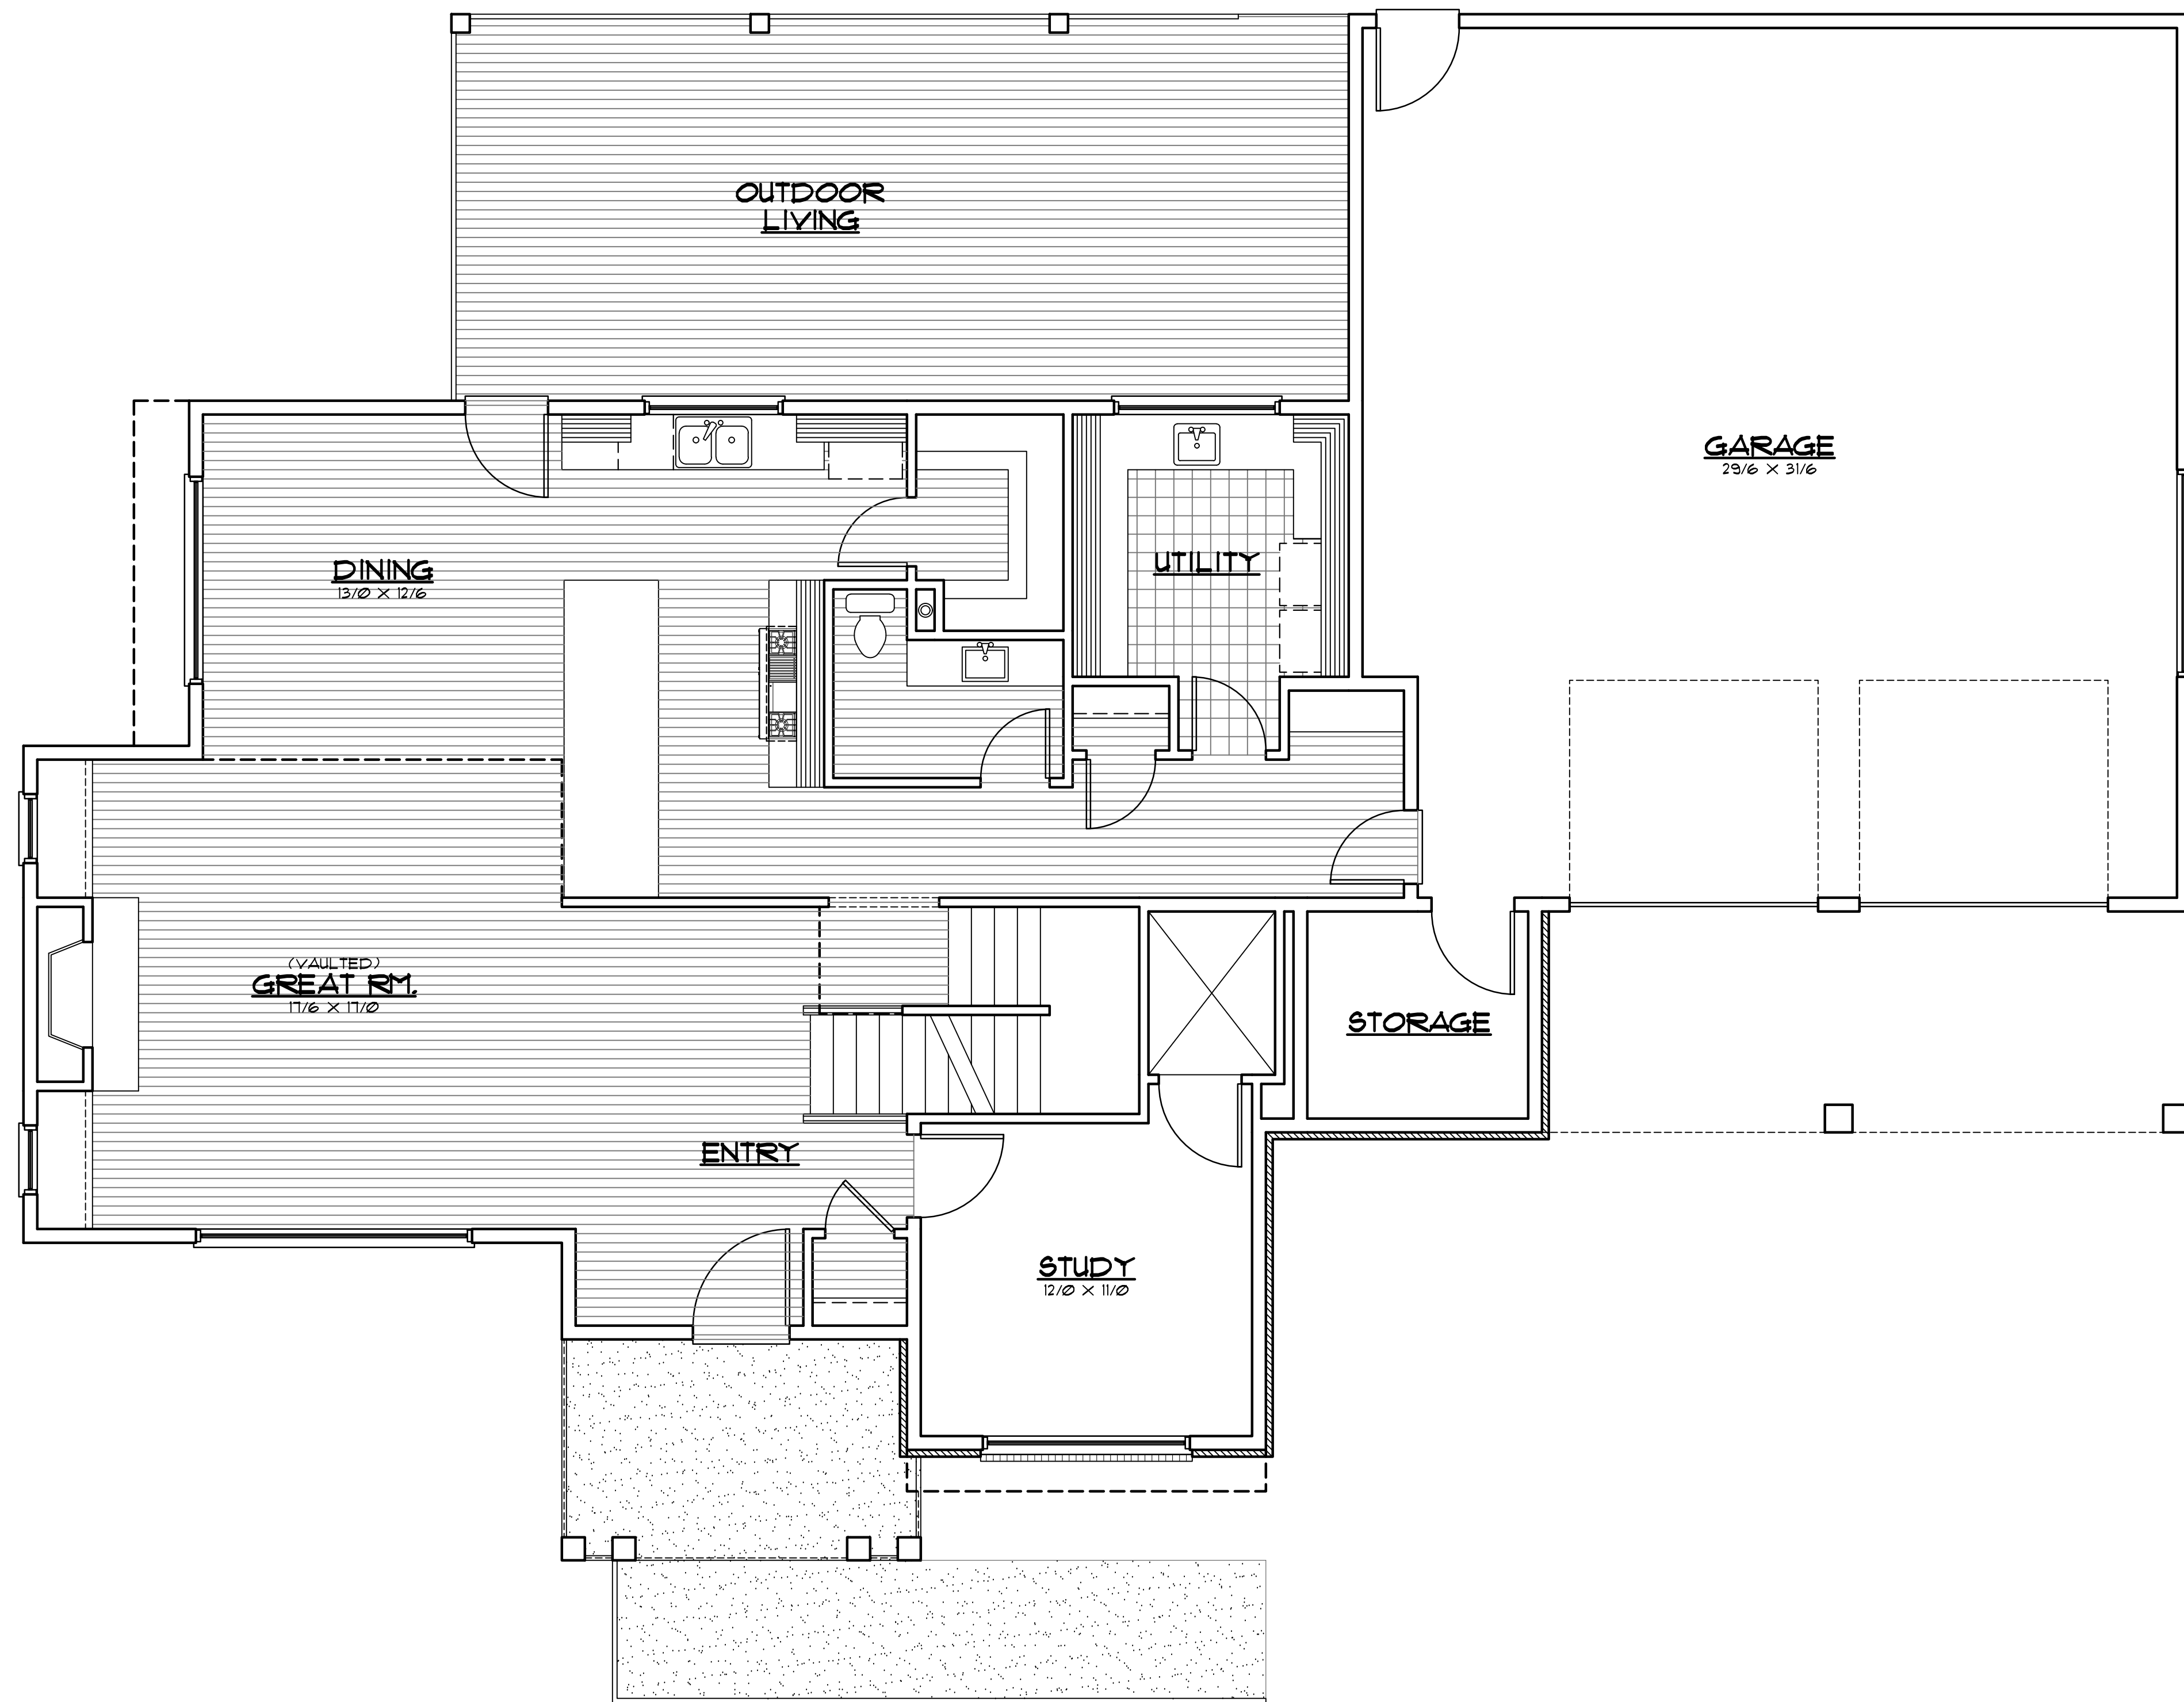 OUTDOOR
LIVING
GARAGE
29/6 X 31/6
DINING
13/0 X 12/6
UTILITY
(VAULTED)
GREAT RM.
17/6 X 17/0
STORAGE
ENTRY
STUDY
12/0 X 11/0